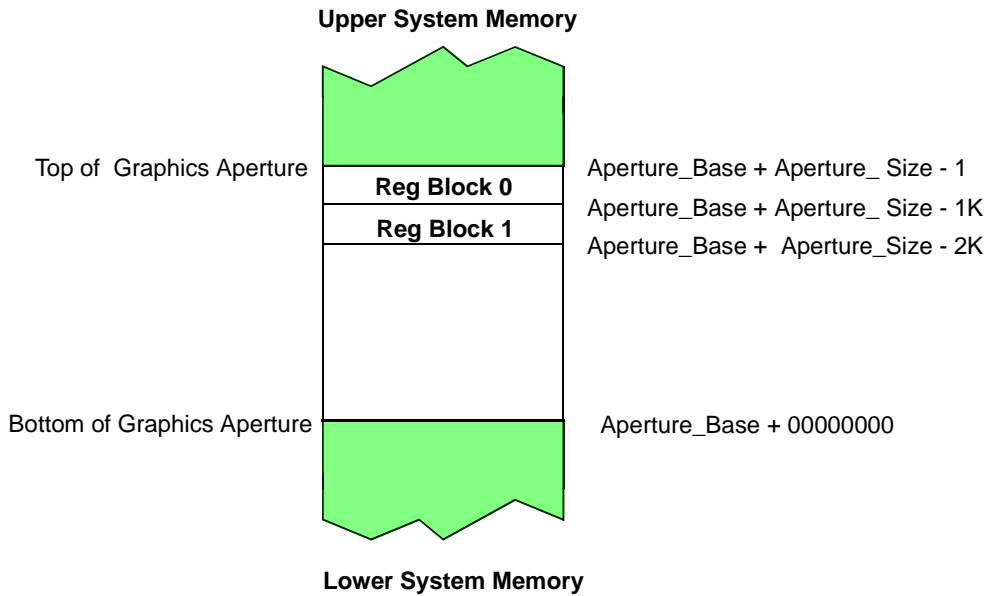 Upper System Memory
Top of Graphics Aperture
Reg Block 0
Aperture_Base + Aperture_ Size - 1
Aperture_Base + Aperture_ Size - 1K
Reg Block 1
Aperture_Base + Aperture_Size - 2K
Bottom of Graphics Aperture
Aperture_Base + 00000000
Lower System Memory